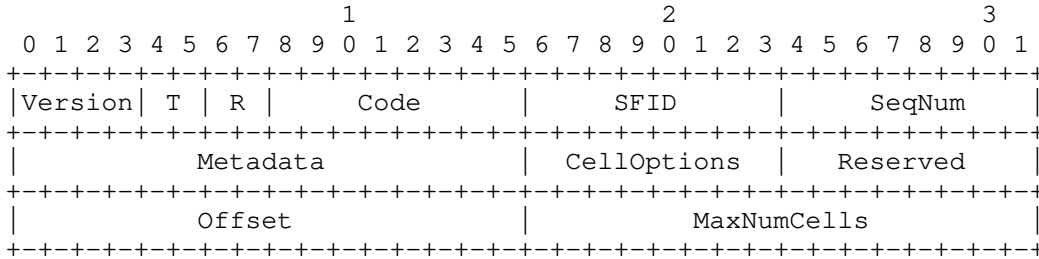 1                   2                   3
 0 1 2 3 4 5 6 7 8 9 0 1 2 3 4 5 6 7 8 9 0 1 2 3 4 5 6 7 8 9 0 1
+-+-+-+-+-+-+-+-+-+-+-+-+-+-+-+-+-+-+-+-+-+-+-+-+-+-+-+-+-+-+-+-+
|Version| T | R |     Code      |     SFID      |    SeqNum     |
+-+-+-+-+-+-+-+-+-+-+-+-+-+-+-+-+-+-+-+-+-+-+-+-+-+-+-+-+-+-+-+-+
|           Metadata            |  CellOptions  |   Reserved    |
+-+-+-+-+-+-+-+-+-+-+-+-+-+-+-+-+-+-+-+-+-+-+-+-+-+-+-+-+-+-+-+-+
|           Offset              |          MaxNumCells          |
+-+-+-+-+-+-+-+-+-+-+-+-+-+-+-+-+-+-+-+-+-+-+-+-+-+-+-+-+-+-+-+-+